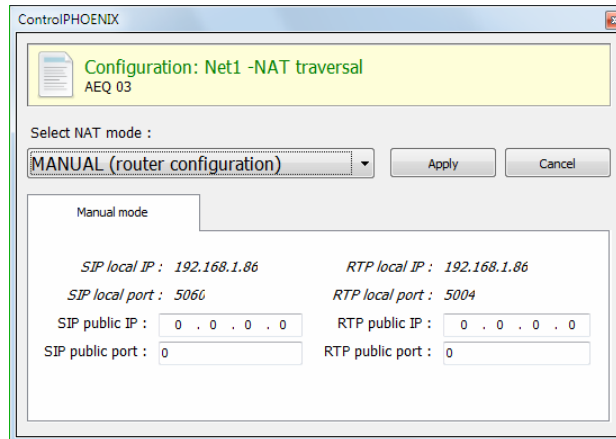 ControlPHOENIX
Configuration: Net1 -NAT traversal
AEQ 03
Select NAT mode :
MANUAL (router configuration) Apply Cancel
Manual mode
SIP local IP : 192.168.1.86 RTP local IP : 192.168.1.86
SIP local port : 5060 RTP local port : 5004
SIP public IP : 0 . 0 . 0 . 0 RTP public IP : 0 . 0 . 0 . 0
SIP public port : 0 RTP public port : 0